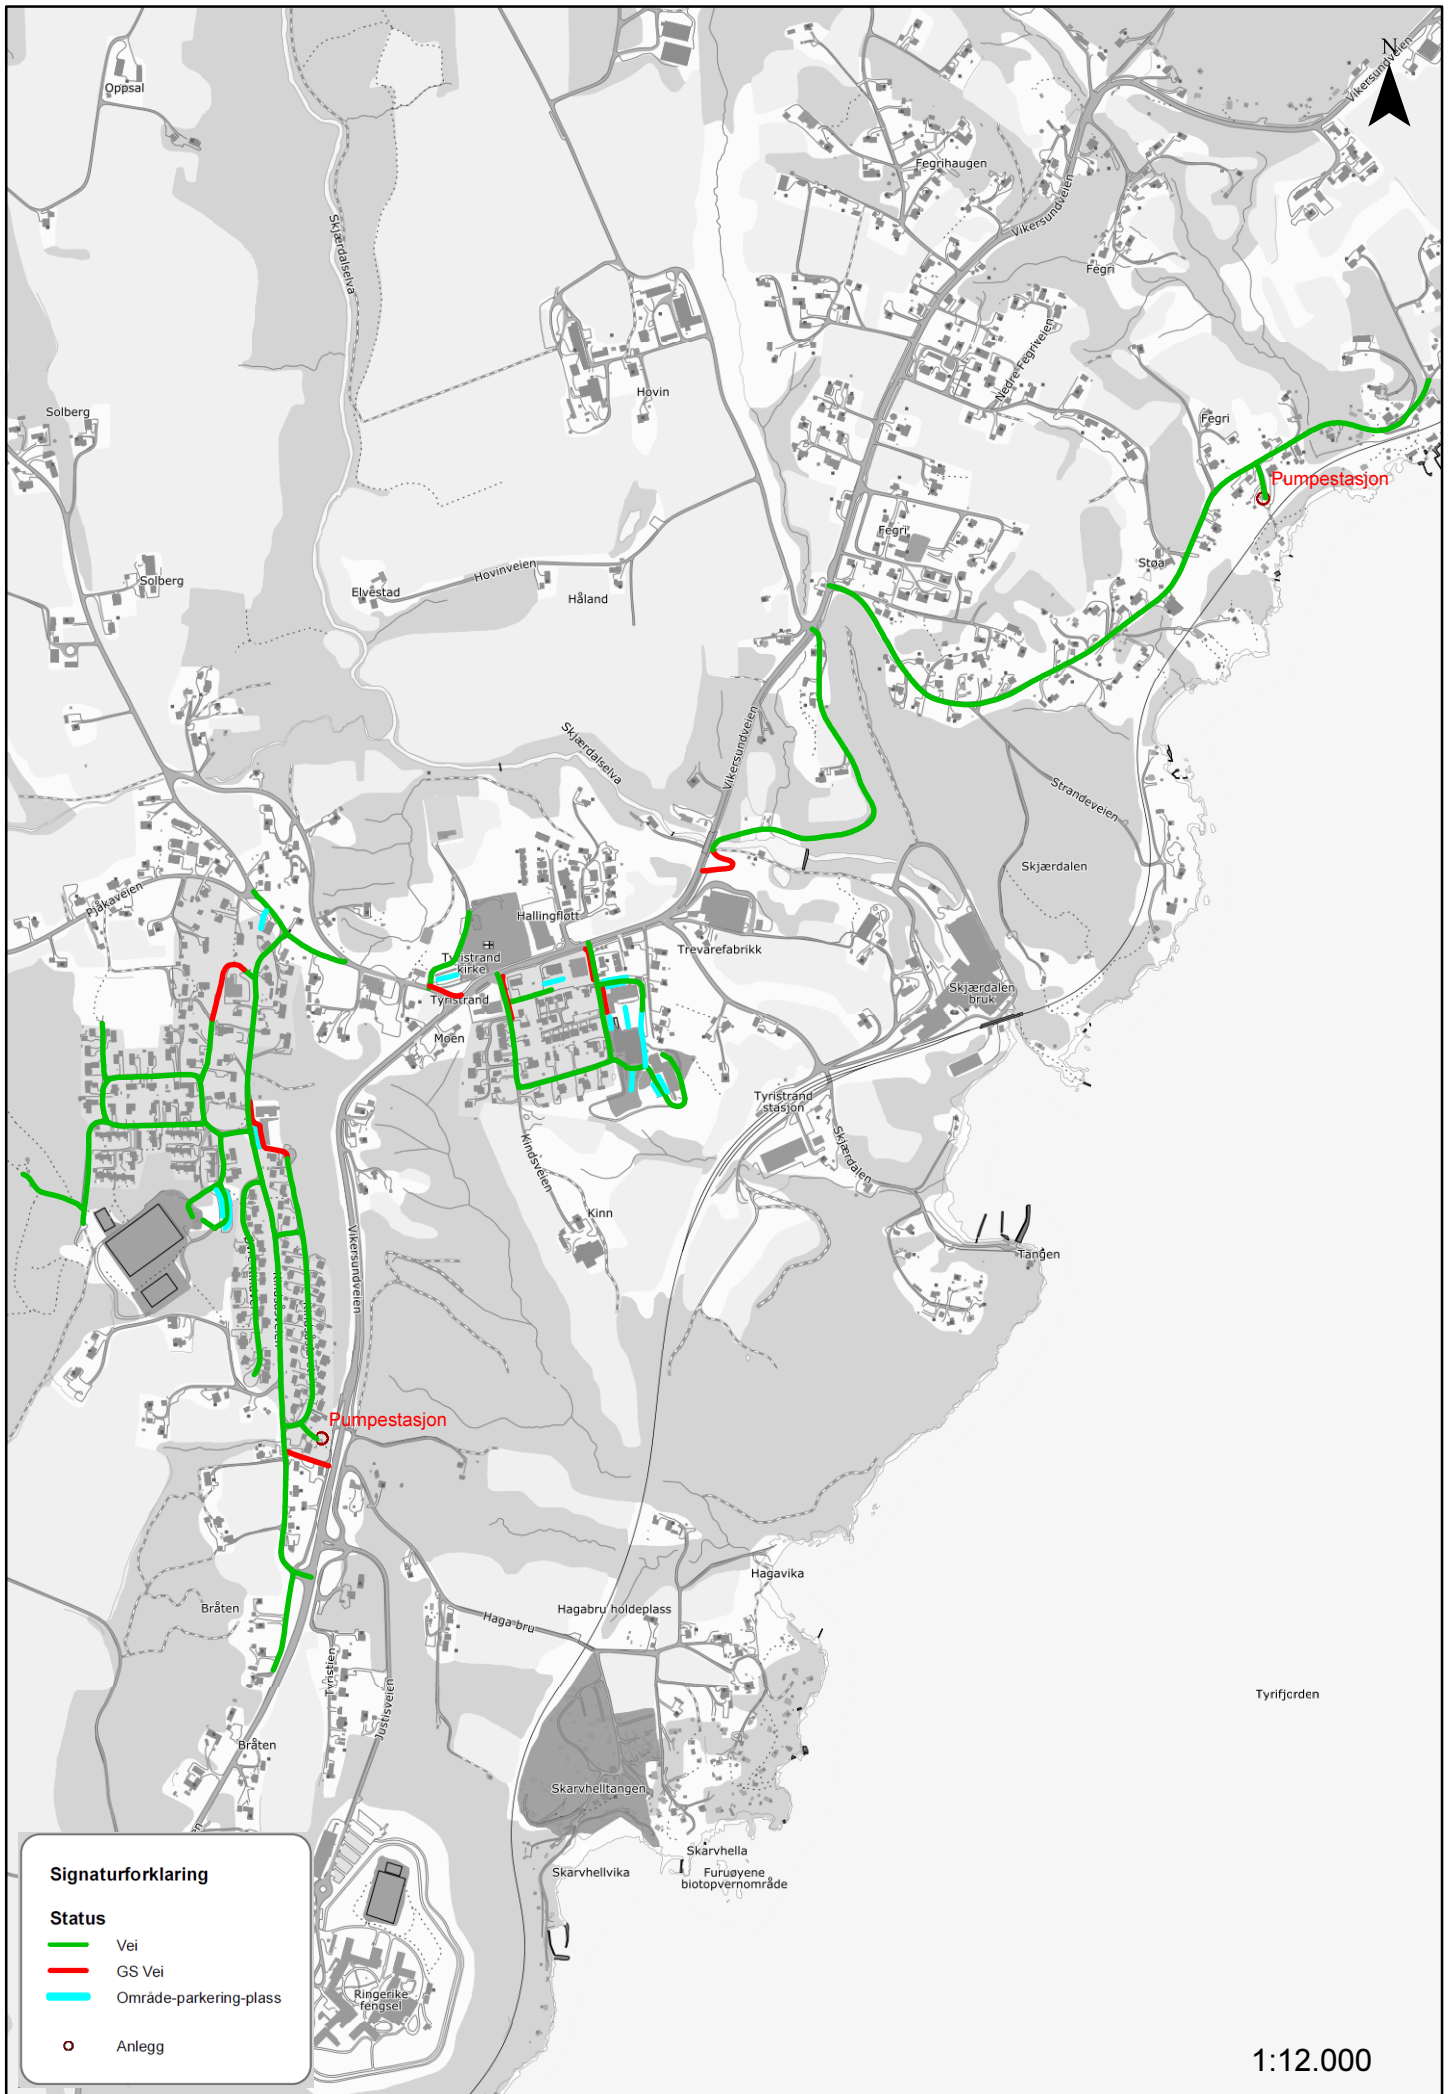 N
Vikersundveien
Oppsal
Fegrihaugen
Vikersundveien
Skjærdalselva
Fegri
Nedre Fegriveien
Hovin
Solberg
Fegri
Pumpestasjon
Fegri
Støa
Hovinveien
Solberg
Elvestad
Håland
Vikersundveien
Skjærdalselva
Strandeveien
Skjærdalen
Pjåkaveien
Hallingfløtt
Trevarefabrikk
Tyristrand
kirke
Skjærdalen
bruk
Tyristrand
Moen
Tyristrand
stasjon
Skjærdalen
Kindsveien
Kinn
Tangen
Vikersundveien
Pumpestasjon
Hagavika
Bråten
Hagabru holdeplass
Haga bru
Tyristien
Justisveien
Tyrifjorden
Bråten
Skarvhelltangen
Skarvhella
Skarvhellvika
Furuøyene
biotopvernområde
Signaturforklaring
Status
Vei
GS Vei
Område-parkering-plass
Anlegg
Ringerike
fengsel
1:12.000